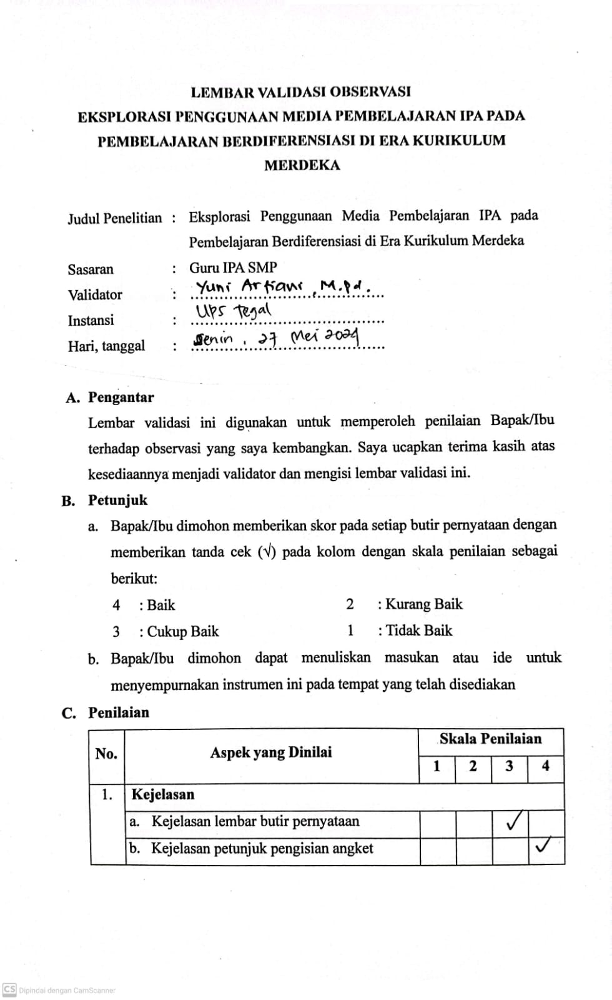 LEMBAR VALIDASI OBSERVASI
EKSPLORASI PENGGUNAAN MEDIA PEMBELAJARAN IPA PADA
PEMBELAJARAN BERDIFERENSIASI DI ERA KURIKULUM
MERDEKA
Judul Penelitian : Eksplorasi Penggunaan Media Pembelajaran IPA pada
Pembelajaran Berdiferensiasi di Era Kurikulum Merdeka
Sasaran : Guru IPA SMP
Validator : Yuni Arfiani, M.Pd.
Instansi : UPS Tegal
Hari, tanggal : Senin, 27 Mei 2024
A. Pengantar
Lembar validasi ini digunakan untuk memperoleh penilaian Bapak/Ibu
terhadap observasi yang saya kembangkan. Saya ucapkan terima kasih atas
kesediaannya menjadi validator dan mengisi lembar validasi ini.
B. Petunjuk
a. Bapak/Ibu dimohon memberikan skor pada setiap butir pernyataan dengan
memberikan tanda cek (√) pada kolom dengan skala penilaian sebagai
berikut:
4 : Baik 2 : Kurang Baik
3 : Cukup Baik 1 : Tidak Baik
b. Bapak/Ibu dimohon dapat menuliskan masukan atau ide untuk
menyempurnakan instrumen ini pada tempat yang telah disediakan
C. Penilaian
No. Aspek yang Dinilai Skala Penilaian
1 2 3 4
1. Kejelasan
a. Kejelasan lembar butir pernyataan ✓
b. Kejelasan petunjuk pengisian angket ✓
CS Dipindai dengan CamScanner